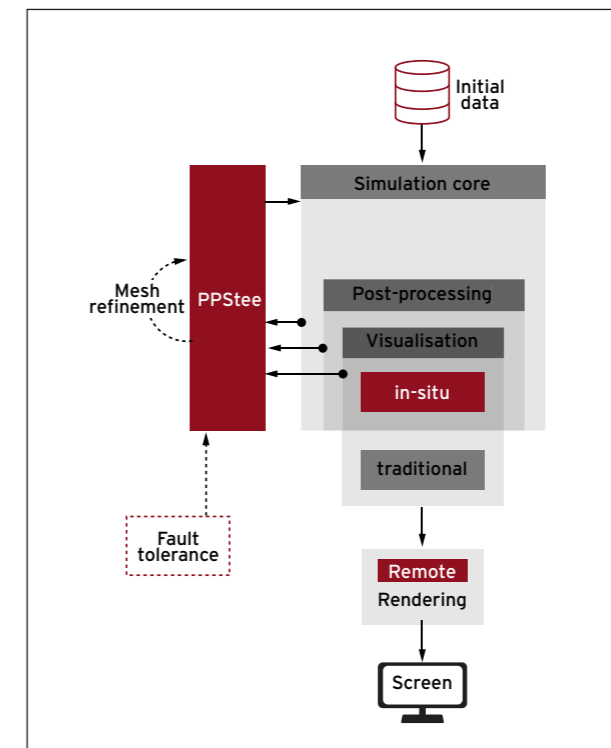 Initial
data
Simulation core
Mesh
refinement
PPStee
Post-processing
Visualisation
in-situ
traditional
Fault
tolerance
Remote
Rendering
Screen